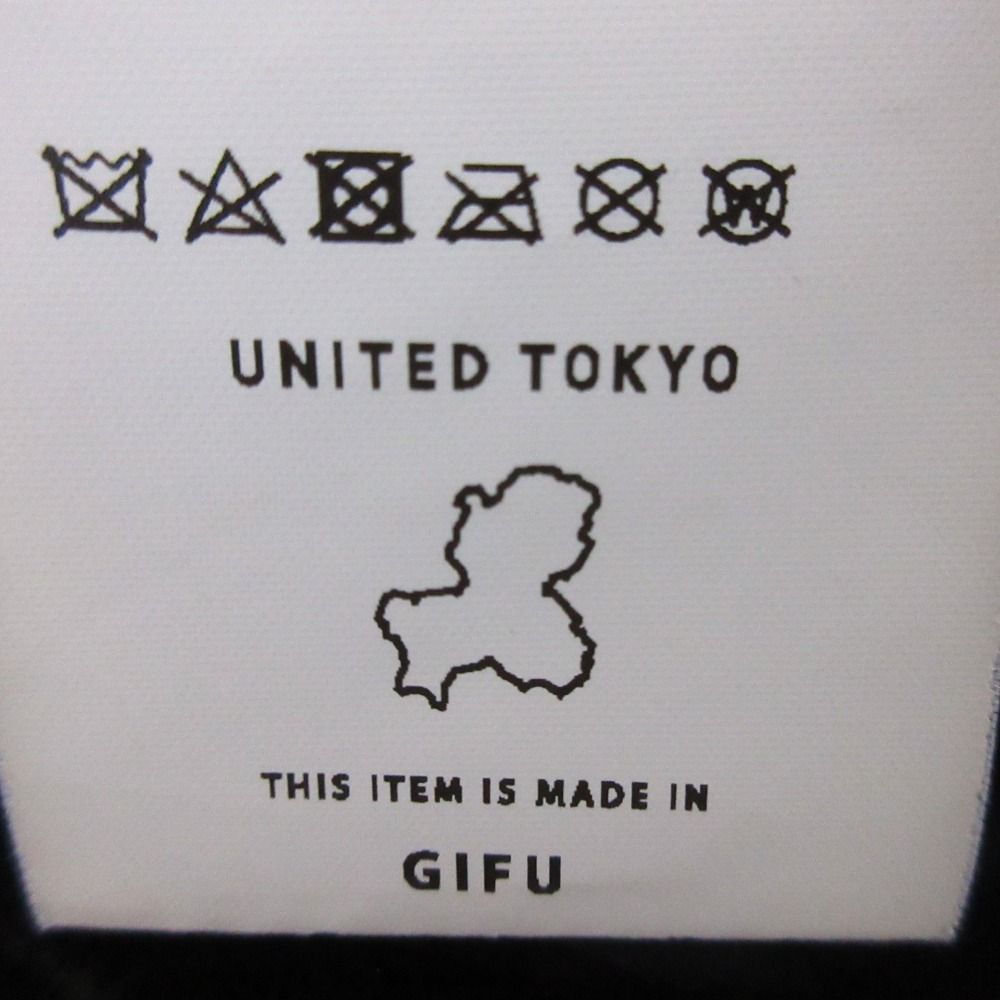 W
UNITED TOKYO
THIS ITEM IS MADE IN
GIFU